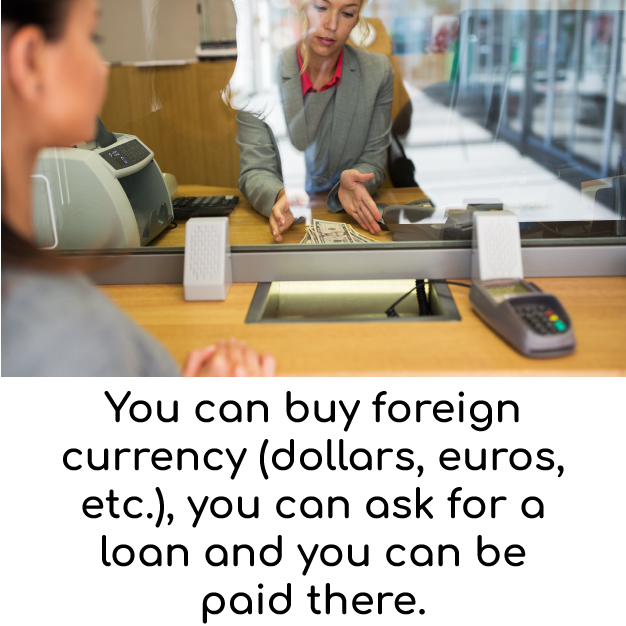 You can buy foreign
currency (dollars, euros,
etc.), you can ask for a
loan and you can be
paid there.